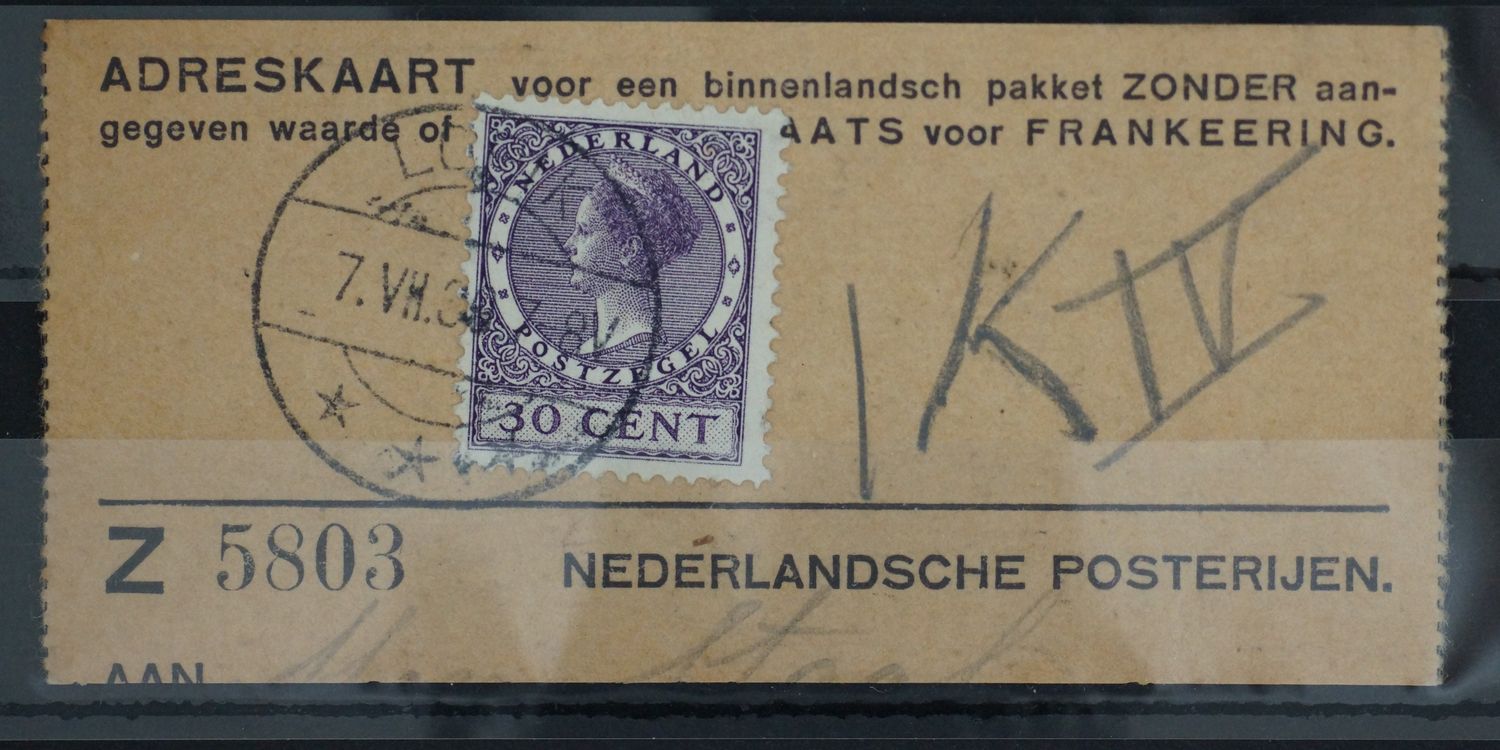 ADRESKAART voor een binnenlandsch pakket ZONDER aan-
gegeven waarde of AATS voor FRANKEERING.
NEDERLAND
POSTZEGEL
30 CENT
7.VII.3 8V
1 K IV
Z 5803
NEDERLANDSCHE POSTERIJEN.
AAN